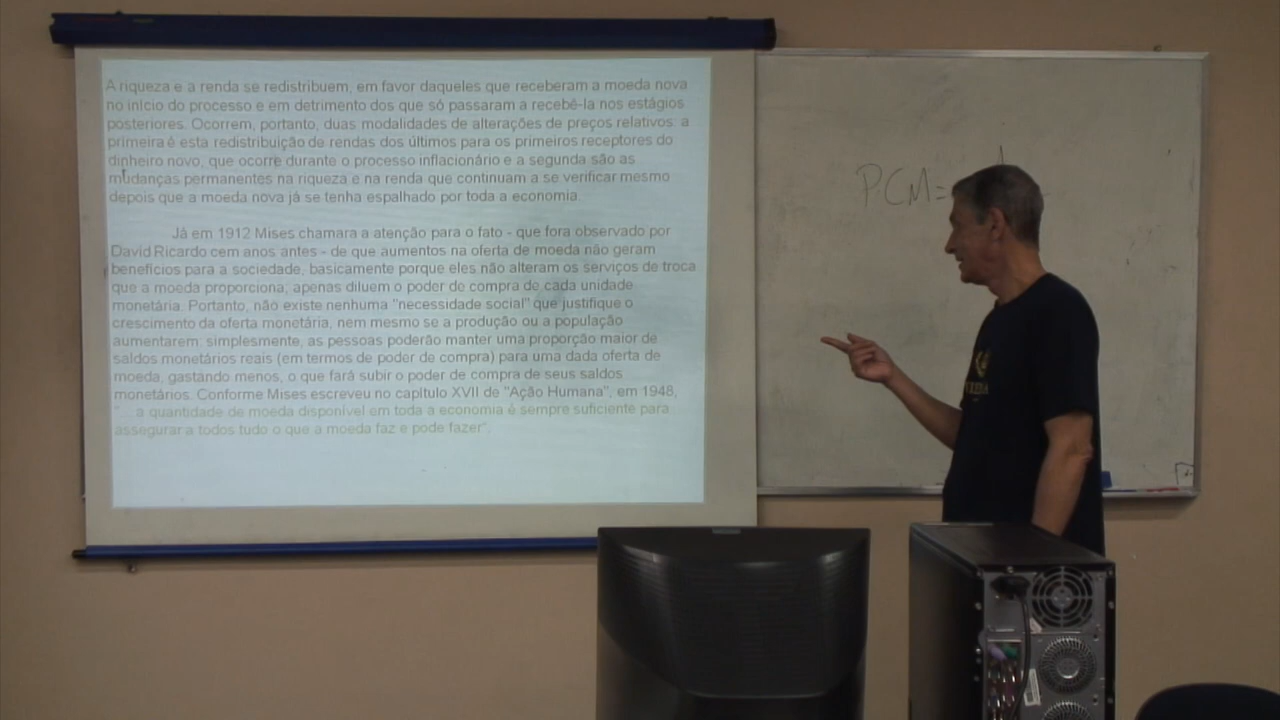 A riqueza e a renda se redistribuem, em favor daqueles que receberam a moeda nova
no início do processo e em detrimento dos que só passaram a recebê-la nos estágios
posteriores. Ocorrem, portanto, duas modalidades de alterações de preços relativos: a
primeira é esta redistribuição de rendas dos últimos para os primeiros receptores do
dinheiro novo, que ocorre durante o processo inflacionário e a segunda são as
mudanças permanentes na riqueza e na renda que continuam a se verificar mesmo
depois que a moeda nova já se tenha espalhado por toda a economia.
Já em 1912 Mises chamara a atenção para o fato - que fora observado por
David Ricardo cem anos antes - de que aumentos na oferta de moeda não geram
benefícios para a sociedade, basicamente porque eles não alteram os serviços de troca
que a moeda proporciona; apenas diluem o poder de compra de cada unidade
monetária. Portanto, não existe nenhuma "necessidade social" que justifique o
crescimento da oferta monetária, nem mesmo se a produção ou a população
aumentarem: simplesmente, as pessoas poderão manter uma proporção maior de
saldos monetários reais (em termos de poder de compra) para uma dada oferta de
moeda, gastando menos, o que fará subir o poder de compra de seus saldos
monetários. Conforme Mises escreveu no capítulo XVII de "Ação Humana", em 1948,
"... a quantidade de moeda disponível em toda a economia é sempre suficiente para
assegurar a todos tudo o que a moeda faz e pode fazer".
PCM=